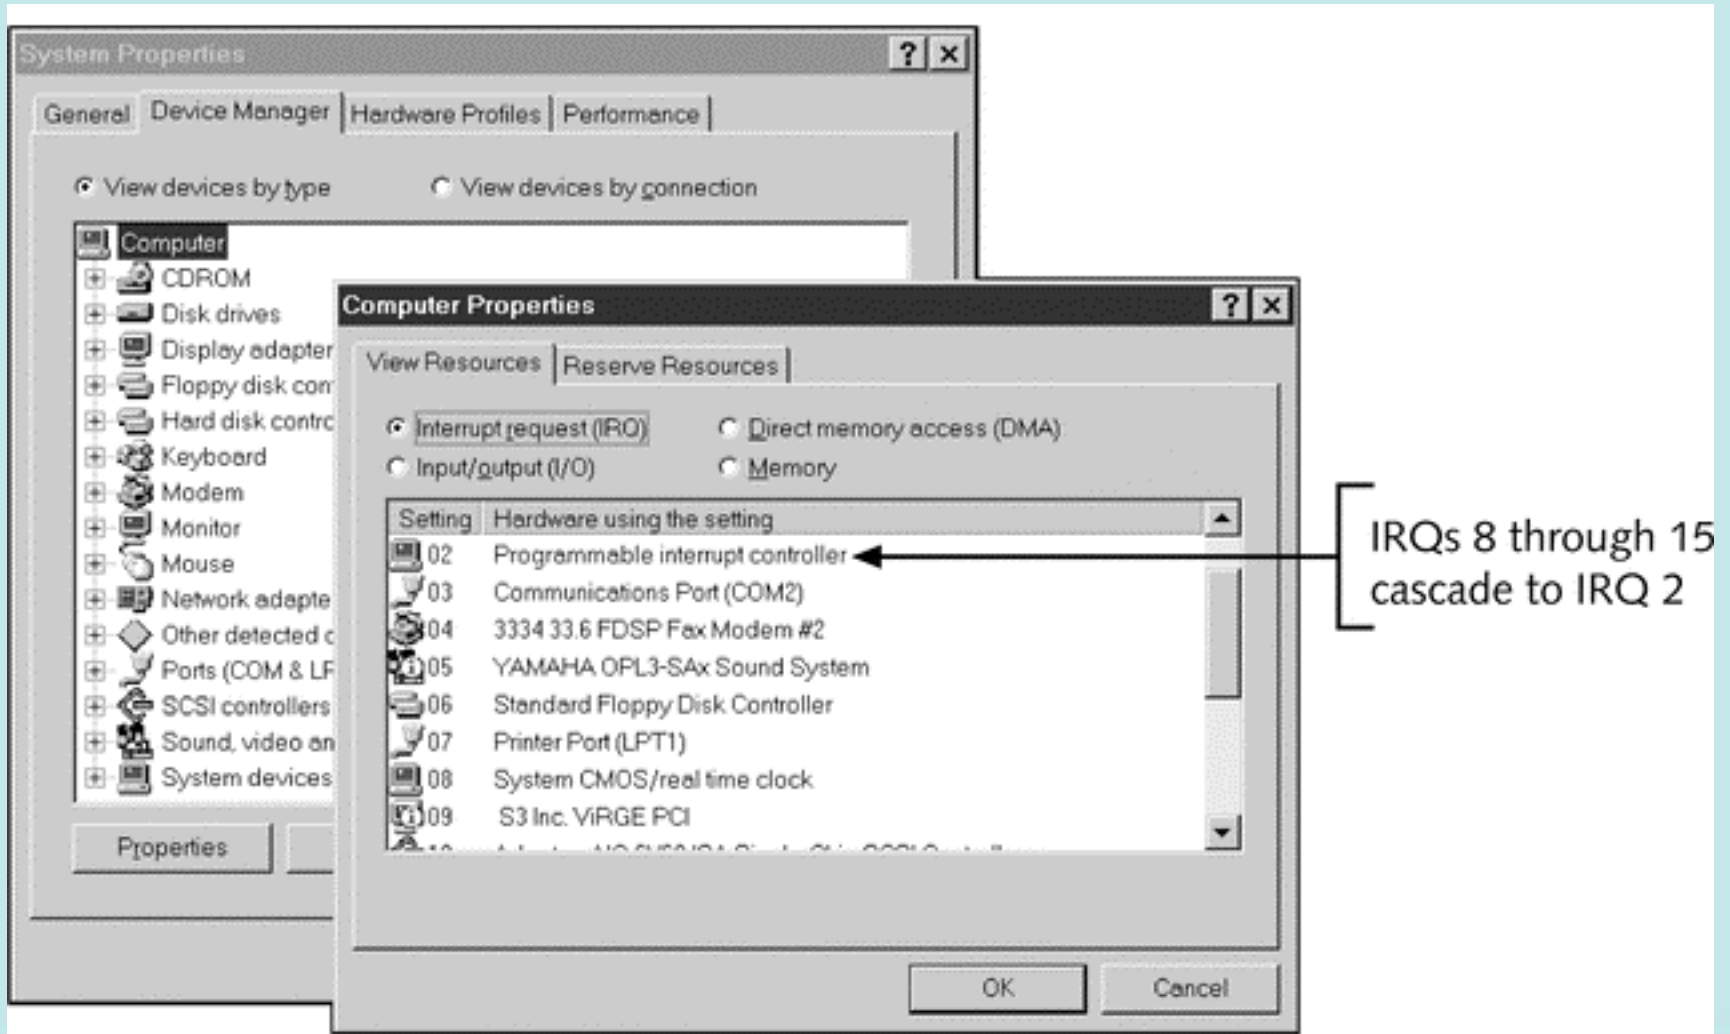 System Properties
General Device Manager Hardware Profiles Performance
View devices by type View devices by connection
Computer
CDROM
Disk drives
Display adapter
Floppy disk con
Hard disk contro
Keyboard
Modem
Monitor
Mouse
Network adapte
Other detected d
Ports (COM & LP
SCSI controllers
Sound, video an
System devices
Properties
Computer Properties
View Resources Reserve Resources
Interrupt request (IRQ) Direct memory access (DMA)
Input/output (I/O) Memory
Setting Hardware using the setting
02 Programmable interrupt controller
03 Communications Port (COM2)
04 3334 33.6 FDSP Fax Modem #2
05 YAMAHA OPL3-SAx Sound System
06 Standard Floppy Disk Controller
07 Printer Port (LPT1)
08 System CMOS/real time clock
09 S3 Inc. ViRGE PCI
OK Cancel
IRQs 8 through 15
cascade to IRQ 2